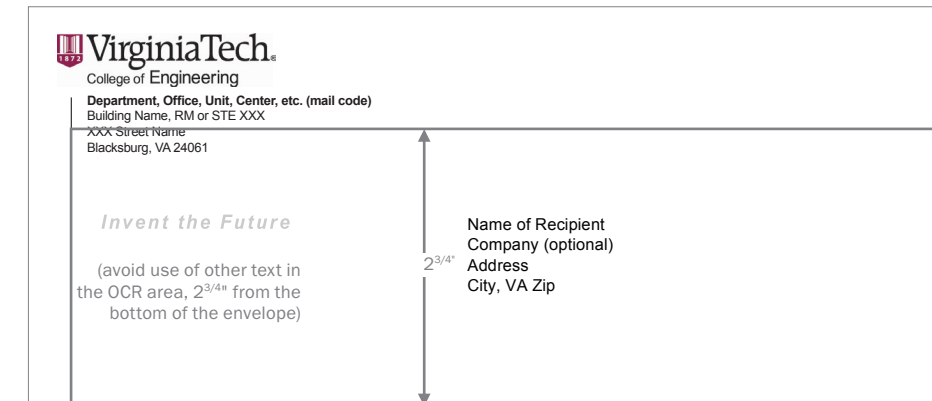 1872
VirginiaTech®
College of Engineering
Department, Office, Unit, Center, etc. (mail code)
Building Name, RM or STE XXX
XXX Street Name
Blacksburg, VA 24061
Invent the Future
(avoid use of other text in
the OCR area, 2 3/4" from the
bottom of the envelope)
2 3/4"
Name of Recipient
Company (optional)
Address
City, VA Zip